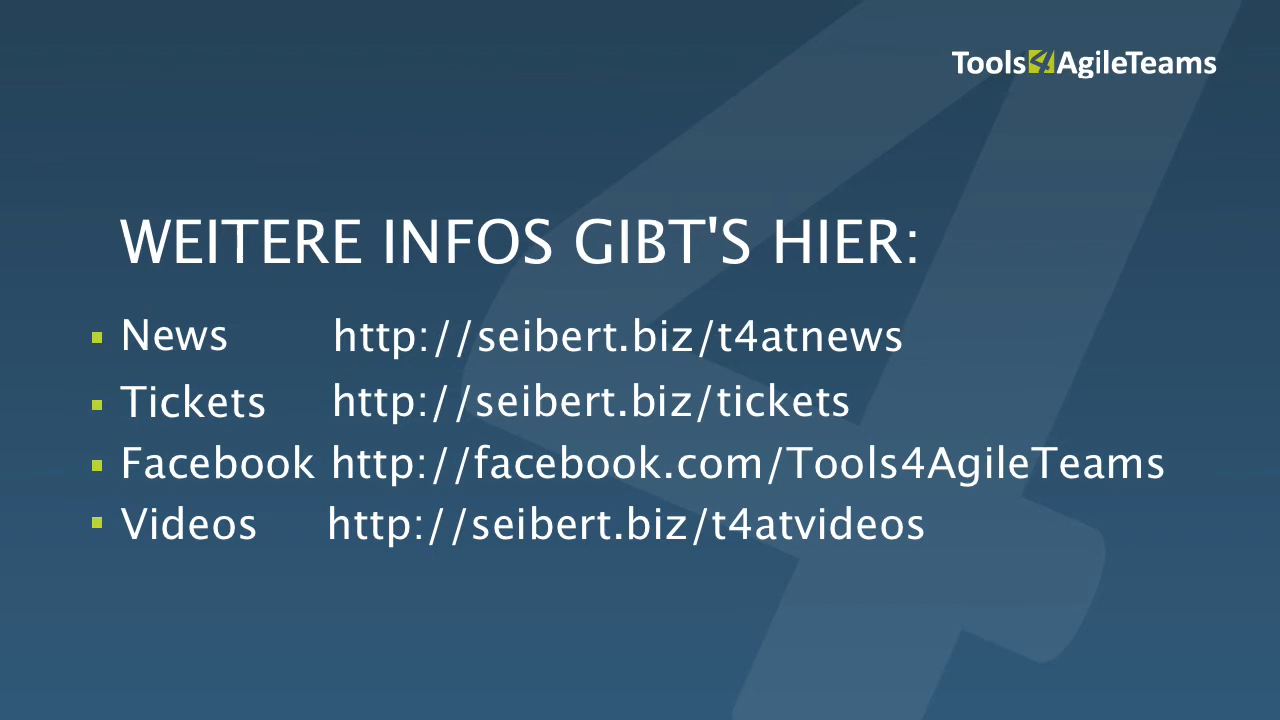 Tools4AgileTeams
WEITERE INFOS GIBT'S HIER:
News http://seibert.biz/t4atnews
Tickets http://seibert.biz/tickets
Facebook http://facebook.com/Tools4AgileTeams
Videos http://seibert.biz/t4atvideos